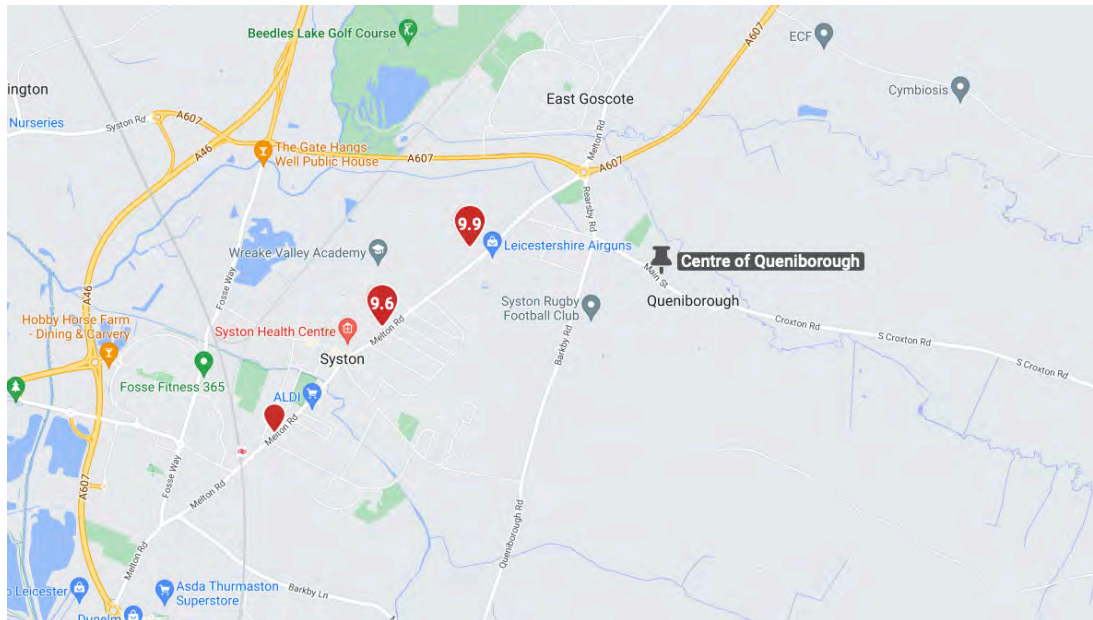 Beedles Lake Golf Course
ECF
A607
Cymbiosis
East Goscote
ington
Nurseries
Syston Rd
A607
A46
The Gate Hangs
Well Public House
A607
Melton Rd
A607
Rearsby Rd
9.9
Leicestershire Airguns
Wreake Valley Academy
Fosse Way
Centre of Queniborough
Main St
Queniborough
A46
9.6
Melton Rd
Syston Rugby
Football Club
Croxton Rd
S Croxton Rd
S Croxton Rd
Hobby Horse Farm
- Dining & Carvery
Syston Health Centre
Syston
Barkby Rd
Fosse Fitness 365
ALDI
Melton Rd
Fosse Way
A607
Melton Rd
Queniborough Rd
Melton Rd
o Leicester
Asda Thurmaston
Superstore
Barkby Ln
Dunelm